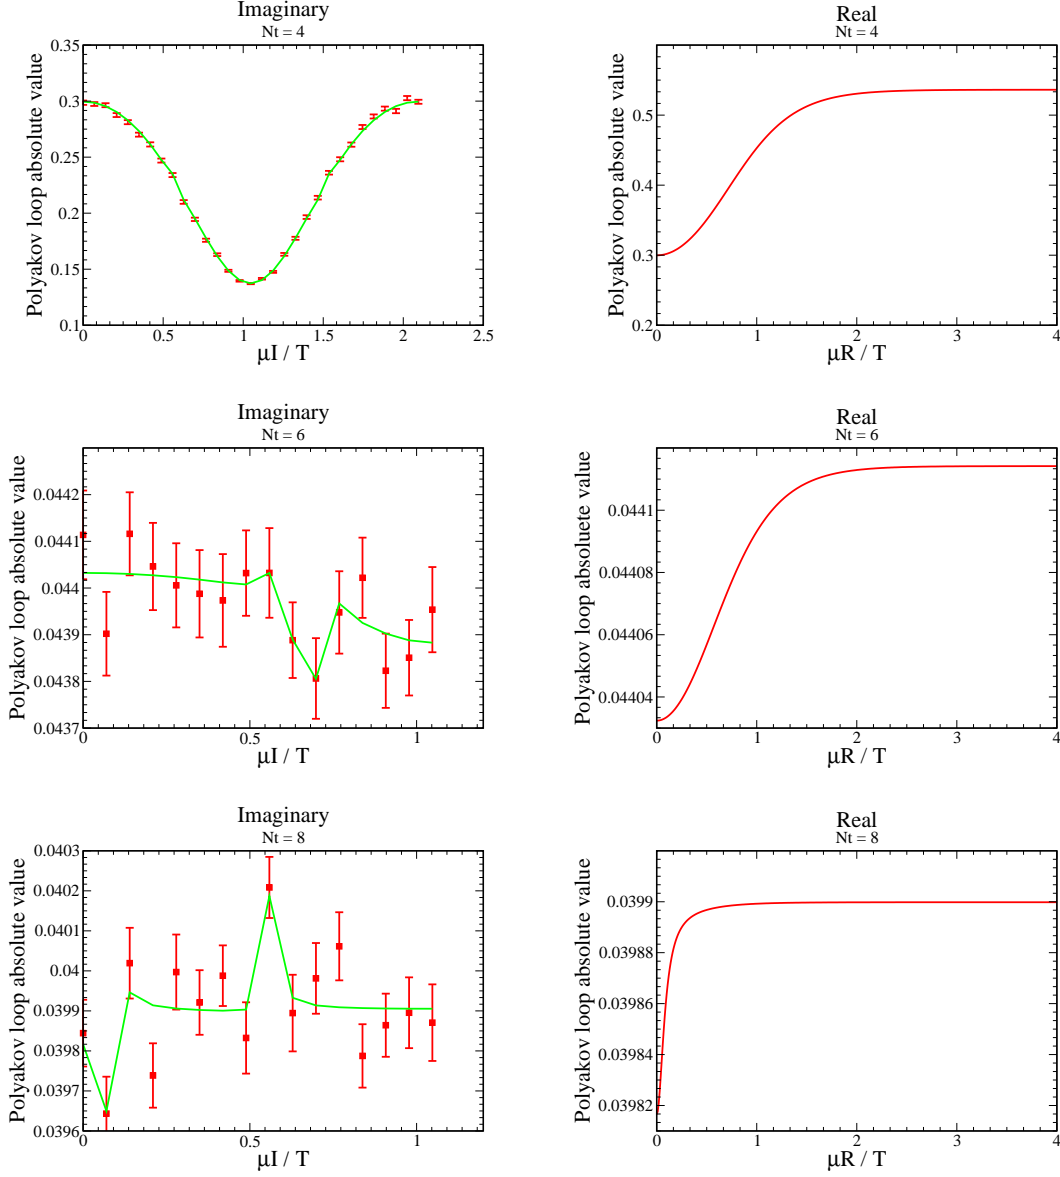 Imaginary
Nt = 4
Polyakov loop absolute value
0.35
0.3
0.25
0.2
0.15
0.1
0
0.5
1
1.5
2
2.5
μI / T
Real
Nt = 4
Polyakov loop absolute value
0.5
0.4
0.3
0.2
0
1
2
3
4
μR / T
Imaginary
Nt = 6
Polyakov loop absolute value
0.0442
0.0441
0.044
0.0439
0.0438
0.0437
0
0.5
1
μI / T
Real
Nt = 6
Polyakov loop absoluete value
0.0441
0.04408
0.04406
0.04404
0
1
2
3
4
μR / T
Imaginary
Nt = 8
Polyakov loop absolute value
0.0403
0.0402
0.0401
0.04
0.0399
0.0398
0.0397
0.0396
0
0.5
1
μI / T
Real
Nt = 8
Polyakov loop absolute value
0.0399
0.03988
0.03986
0.03984
0.03982
0
1
2
3
4
μR / T